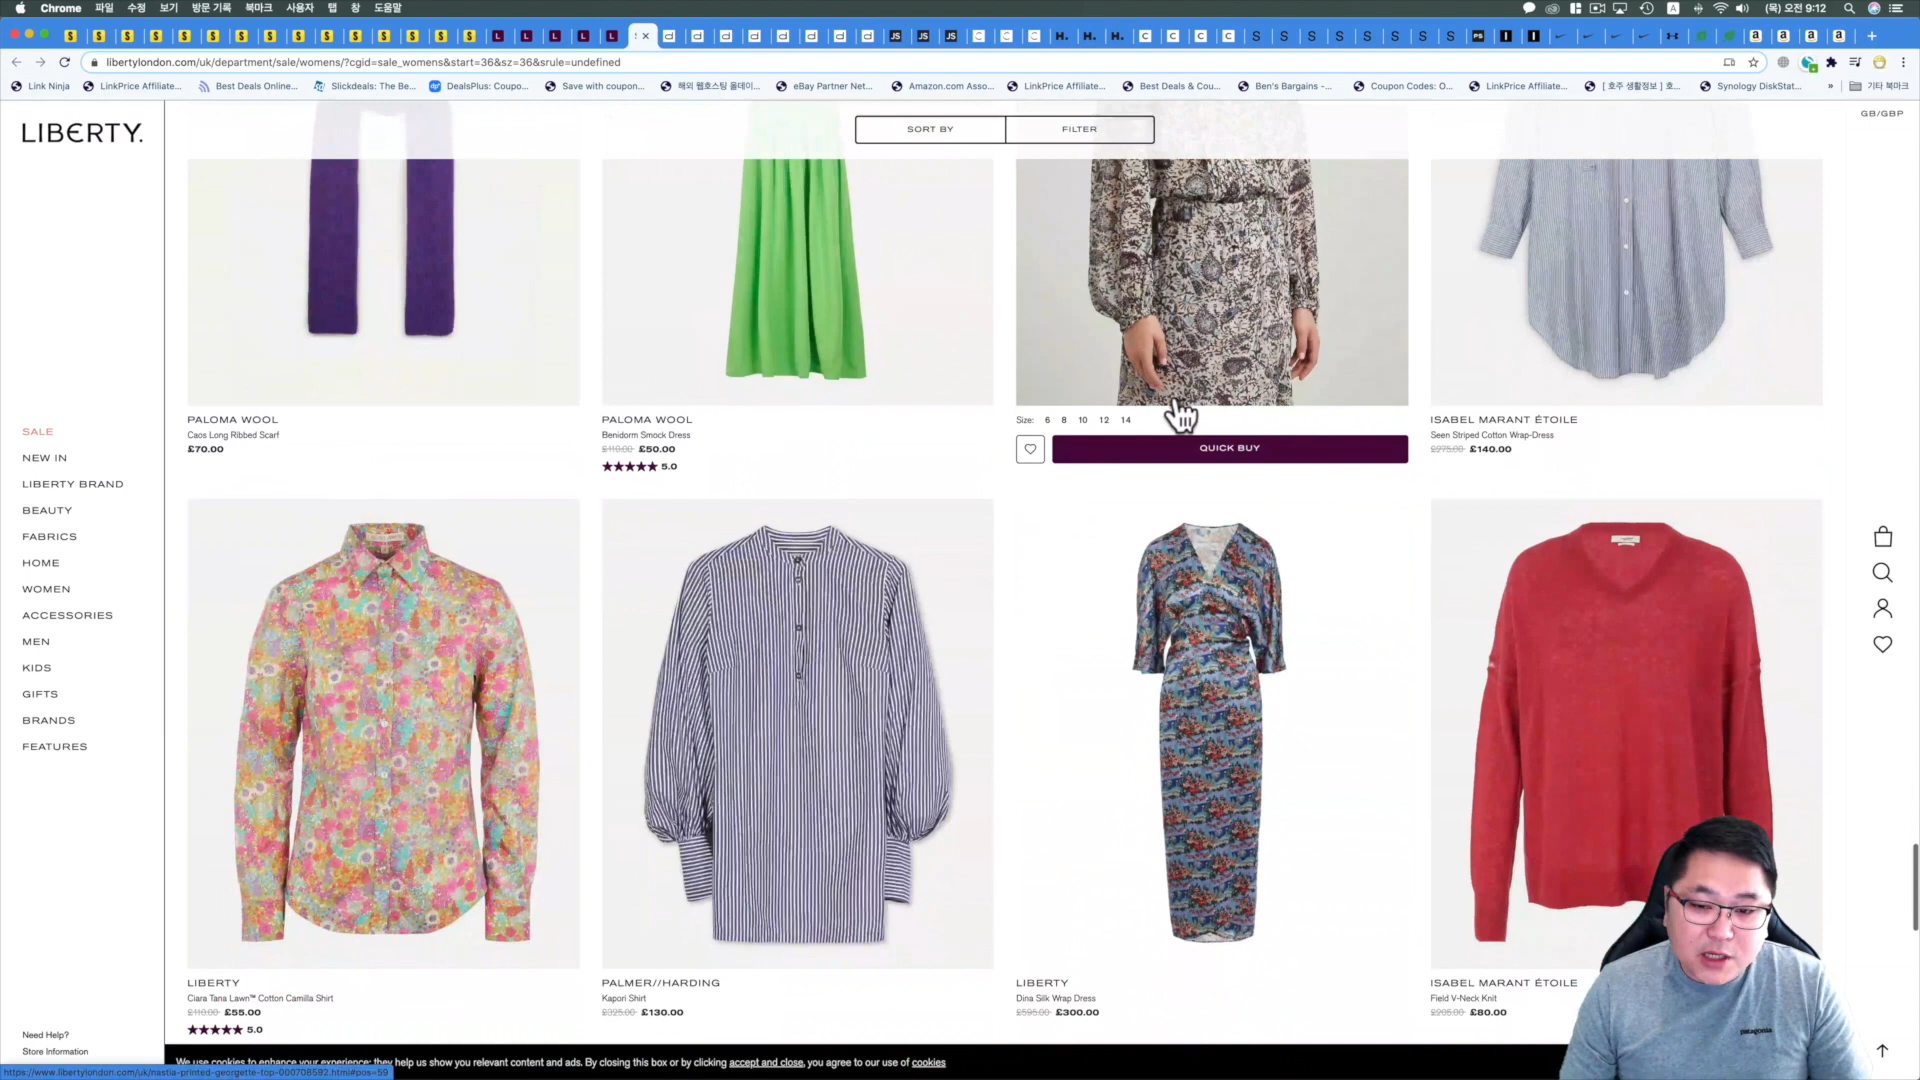 Chrome 파일 수정 보기 방문 기록 북마크 사용자 탭 창 도움말
(목) 오전 9:12
libertylondon.com/uk/department/sale/womens/?cgid=sale_womens&start=36&sz=36&srule=undefined
Link Ninja LinkPrice Affiliate... Best Deals Online... Slickdeals: The Be... DealsPlus: Coupo... Save with coupon... 해외 웹호스팅 올데이... eBay Partner Net... Amazon.com Asso... LinkPrice Affiliate... Best Deals & Cou... Ben's Bargains -... Coupon Codes: O... LinkPrice Affiliate... [ 호주 생활정보 ] 호... Synology DiskStat... » 기타 북마크
GB/GBP
LIBERTY.
SORT BY FILTER
SALE
NEW IN
LIBERTY BRAND
BEAUTY
FABRICS
HOME
WOMEN
ACCESSORIES
MEN
KIDS
GIFTS
BRANDS
FEATURES
Need Help?
Store Information
PALOMA WOOL
Caos Long Ribbed Scarf
£70.00
PALOMA WOOL
Benidorm Smock Dress
£110.00 £50.00
5.0
Size: 6 8 10 12 14
QUICK BUY
ISABEL MARANT ÉTOILE
Seen Striped Cotton Wrap-Dress
£275.00 £140.00
LIBERTY
Ciara Tana Lawn™ Cotton Camilla Shirt
£110.00 £55.00
5.0
PALMER//HARDING
Kapori Shirt
£325.00 £130.00
LIBERTY
Dina Silk Wrap Dress
£595.00 £300.00
ISABEL MARANT ÉTOILE
Field V-Neck Knit
£205.00 £80.00
patagonia
We use cookies to enhance your experience; they help us show you relevant content and ads. By closing this box or by clicking accept and close, you agree to our use of cookies
https://www.libertylondon.com/uk/nastia-printed-georgette-top-000708592.html#pos=59